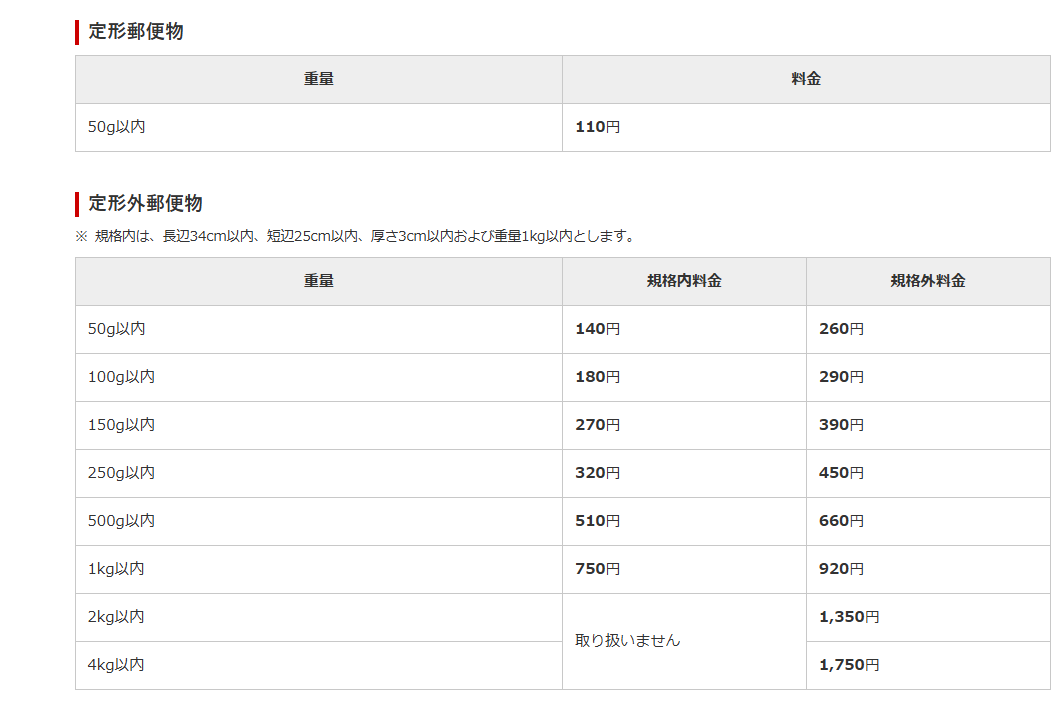 定形郵便物
重量 料金
50g以内 110円
定形外郵便物
※ 規格内は、長辺34cm以内、短辺25cm以内、厚さ3cm以内および重量1kg以内とします。
重量 規格内料金 規格外料金
50g以内 140円 260円
100g以内 180円 290円
150g以内 270円 390円
250g以内 320円 450円
500g以内 510円 660円
1kg以内 750円 920円
2kg以内 1,350円
取り扱いません
4kg以内 1,750円